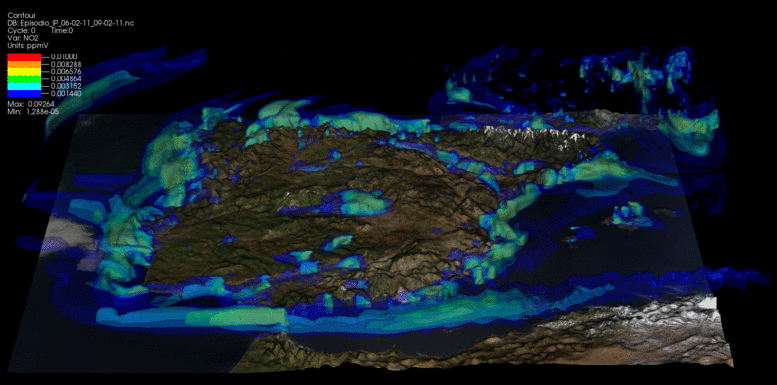 Contour
DB: Episodio_IP_06-02-11_09-02-11.nc
Cycle: 0 Time:0
Var: NO2
Units: ppmV
0.01000
0.008288
0.006576
0.004864
0.003152
0.001440
Max: 0.09264
Min: 1.288e-05